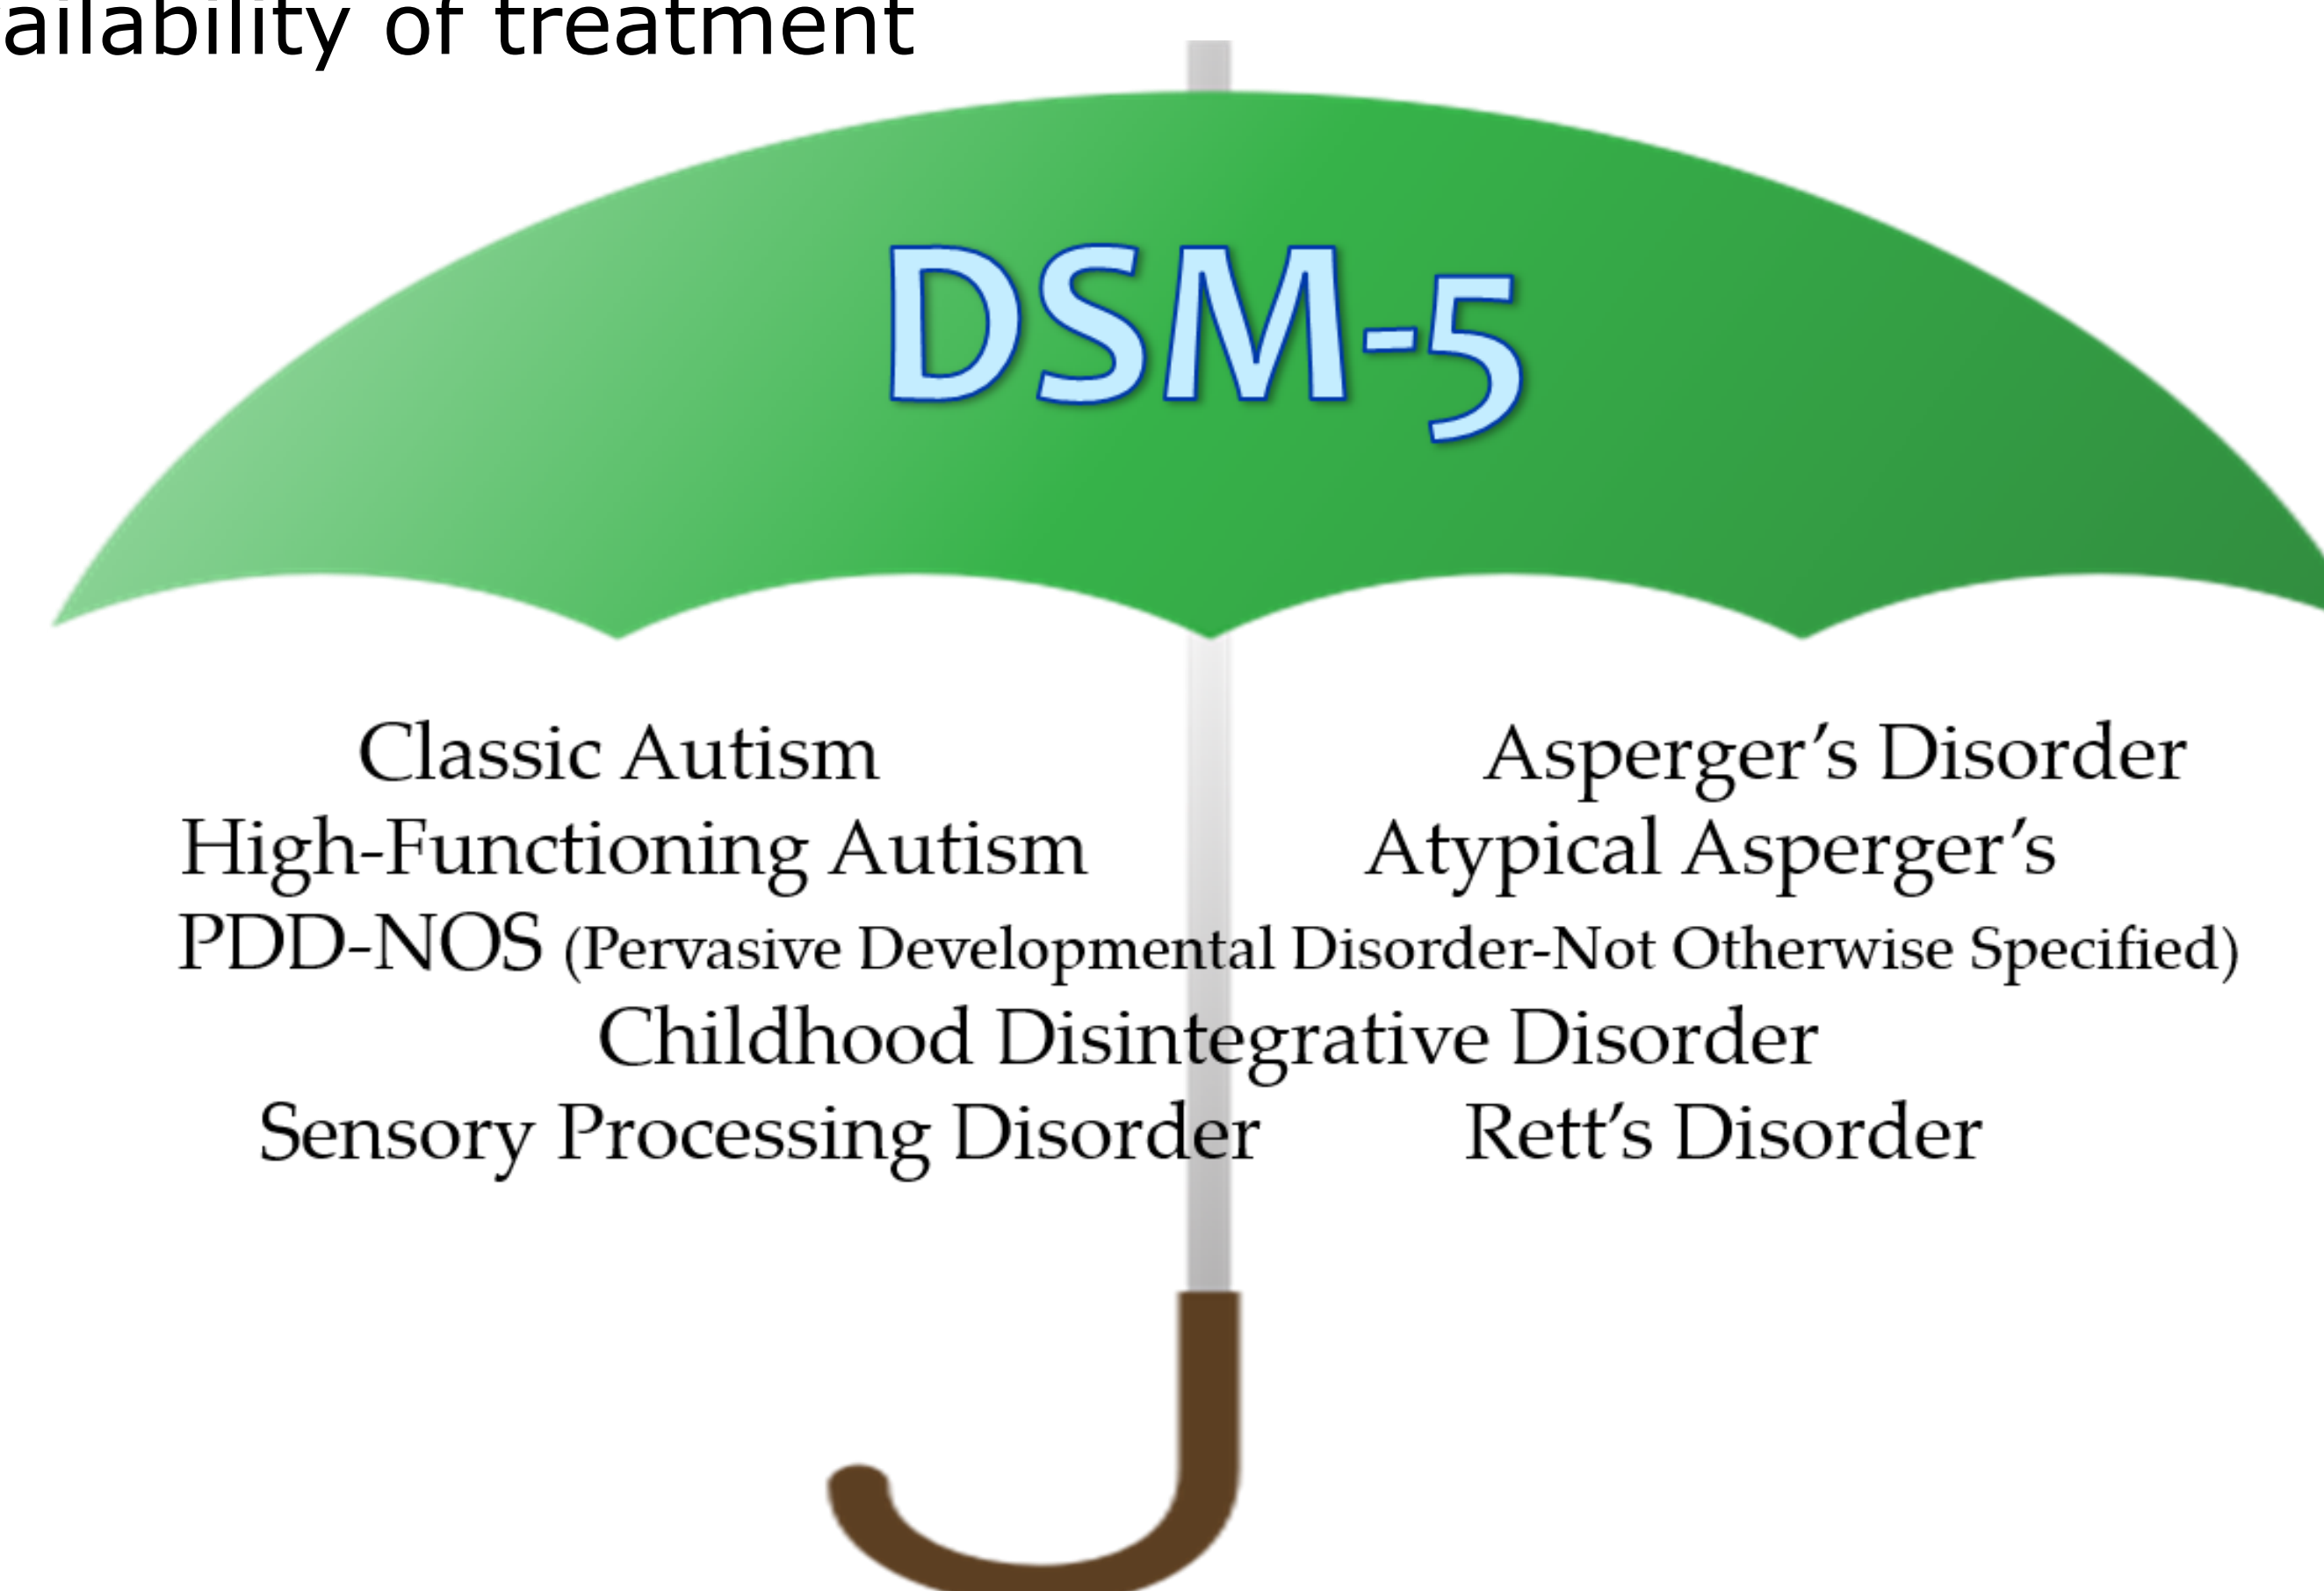 ailability of treatment
DSM-5
Classic Autism Asperger’s Disorder
High-Functioning Autism Atypical Asperger’s
PDD-NOS (Pervasive Developmental Disorder-Not Otherwise Specified)
Childhood Disintegrative Disorder
Sensory Processing Disorder Rett’s Disorder